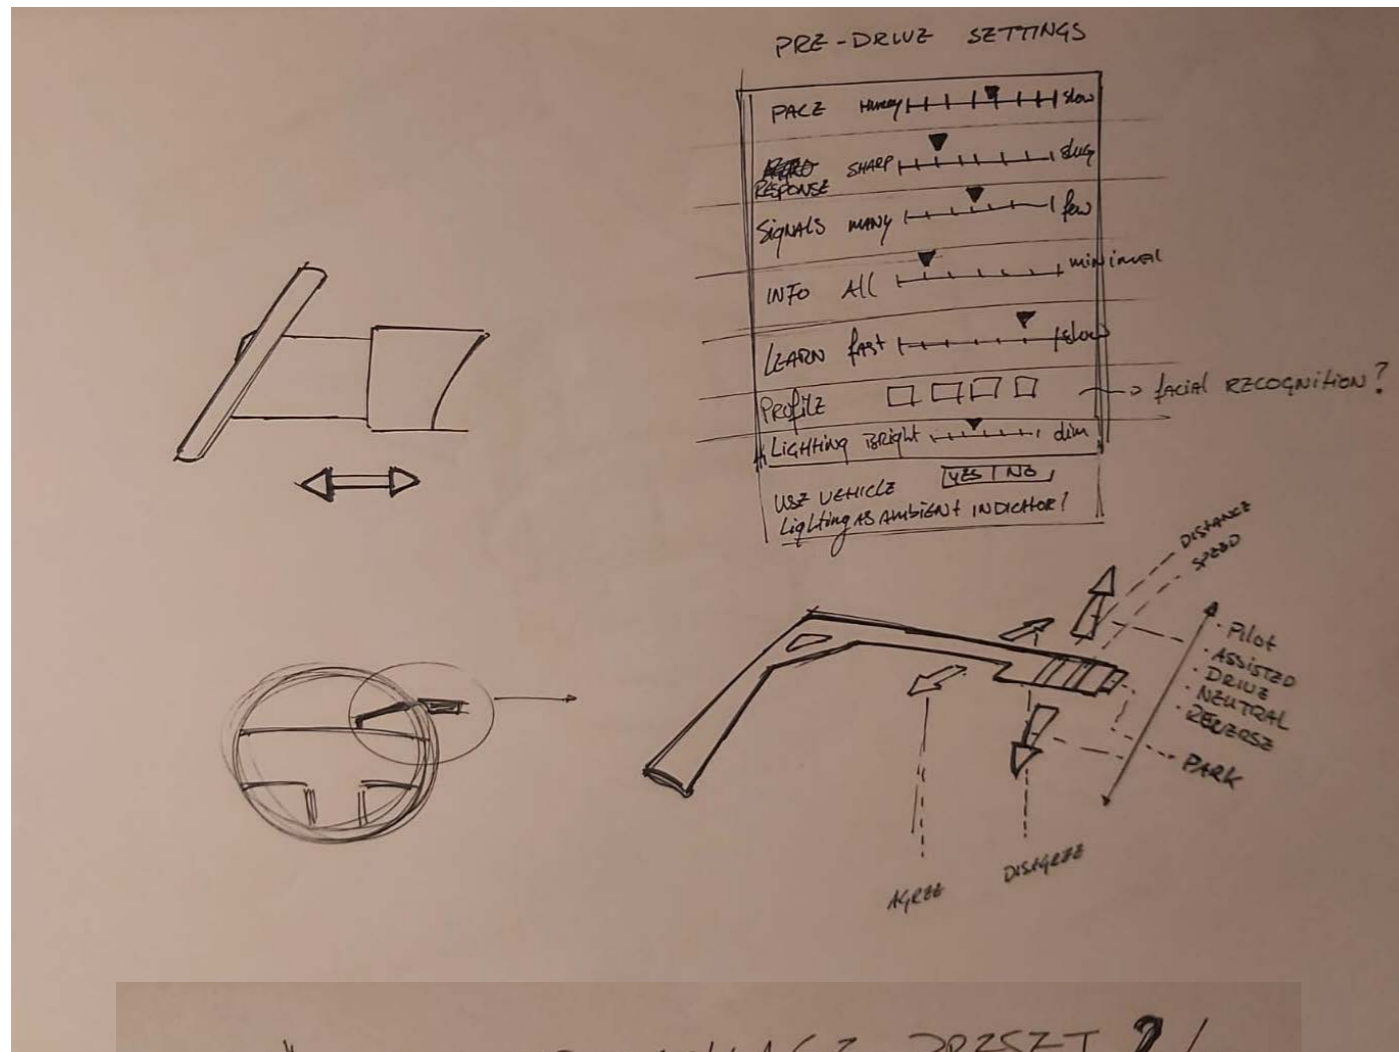 PRE-DRIVE SETTINGS
PACE Hurry slow
RESPONSE SHARP slug
SIGNALS MANY few
INFO All minimal
LEARN fast slow
Profile → facial RECOGNITION?
LIGHTING BRIGHT dim
USE VEHICLE YES | NO
Lighting AS AMBIENT INDICATOR?
DISTANCE
SPEED
· Pilot
· ASSISTED
· DRIVE
· NEUTRAL
· REVERSE
PARK
AGREE
DISAGREE
PRESET ?